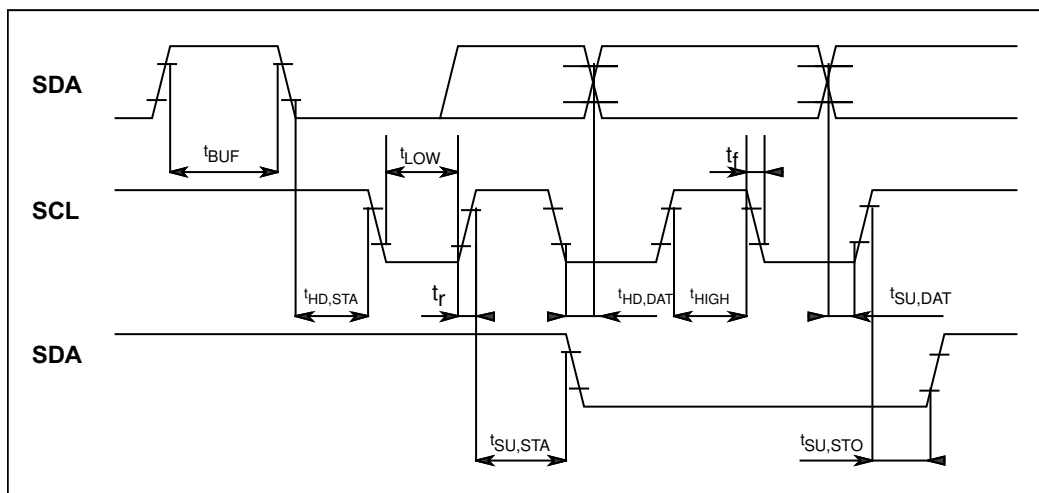 SDA
tBUF
tLOW
tf
SCL
tHD,STA
tr
tHD,DAT
tHIGH
tSU,DAT
SDA
tSU,STA
tSU,STO